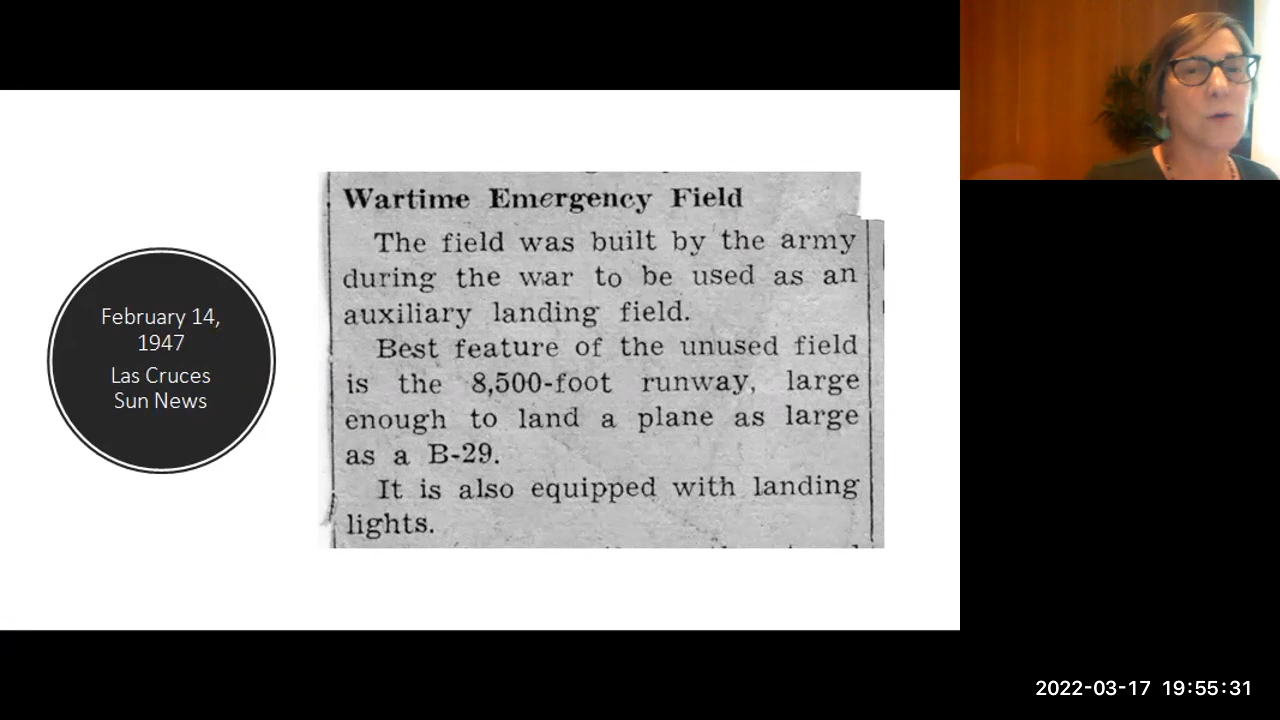 February 14,
1947
Las Cruces
Sun News
Wartime Emergency Field
The field was built by the army
during the war to be used as an
auxiliary landing field.
Best feature of the unused field
is the 8,500-foot runway, large
enough to land a plane as large
as a B-29.
It is also equipped with landing
lights.
2022-03-17 19:55:31